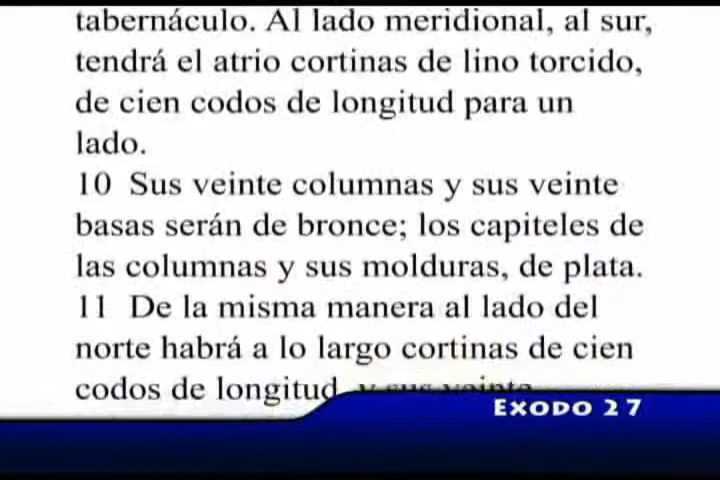 tabernáculo. Al lado meridional, al sur,
tendrá el atrio cortinas de lino torcido,
de cien codos de longitud para un
lado.
10 Sus veinte columnas y sus veinte
basas serán de bronce; los capiteles de
las columnas y sus molduras, de plata.
11 De la misma manera al lado del
norte habrá a lo largo cortinas de cien
codos de longitud, y sus veinte
EXODO 27